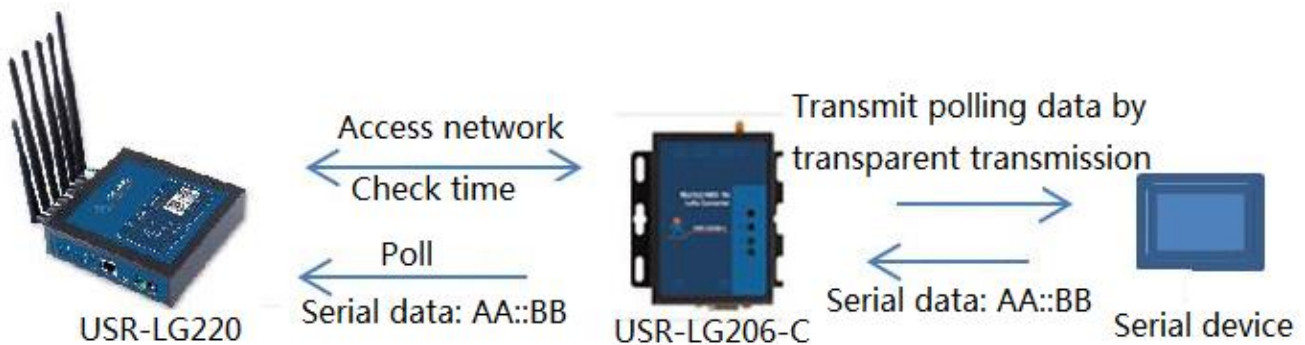 Access network
Check time
Poll
Serial data: AA::BB
USR-LG220
USR-LG206-C
Transmit polling data by
transparent transmission
Serial data: AA::BB
Serial device